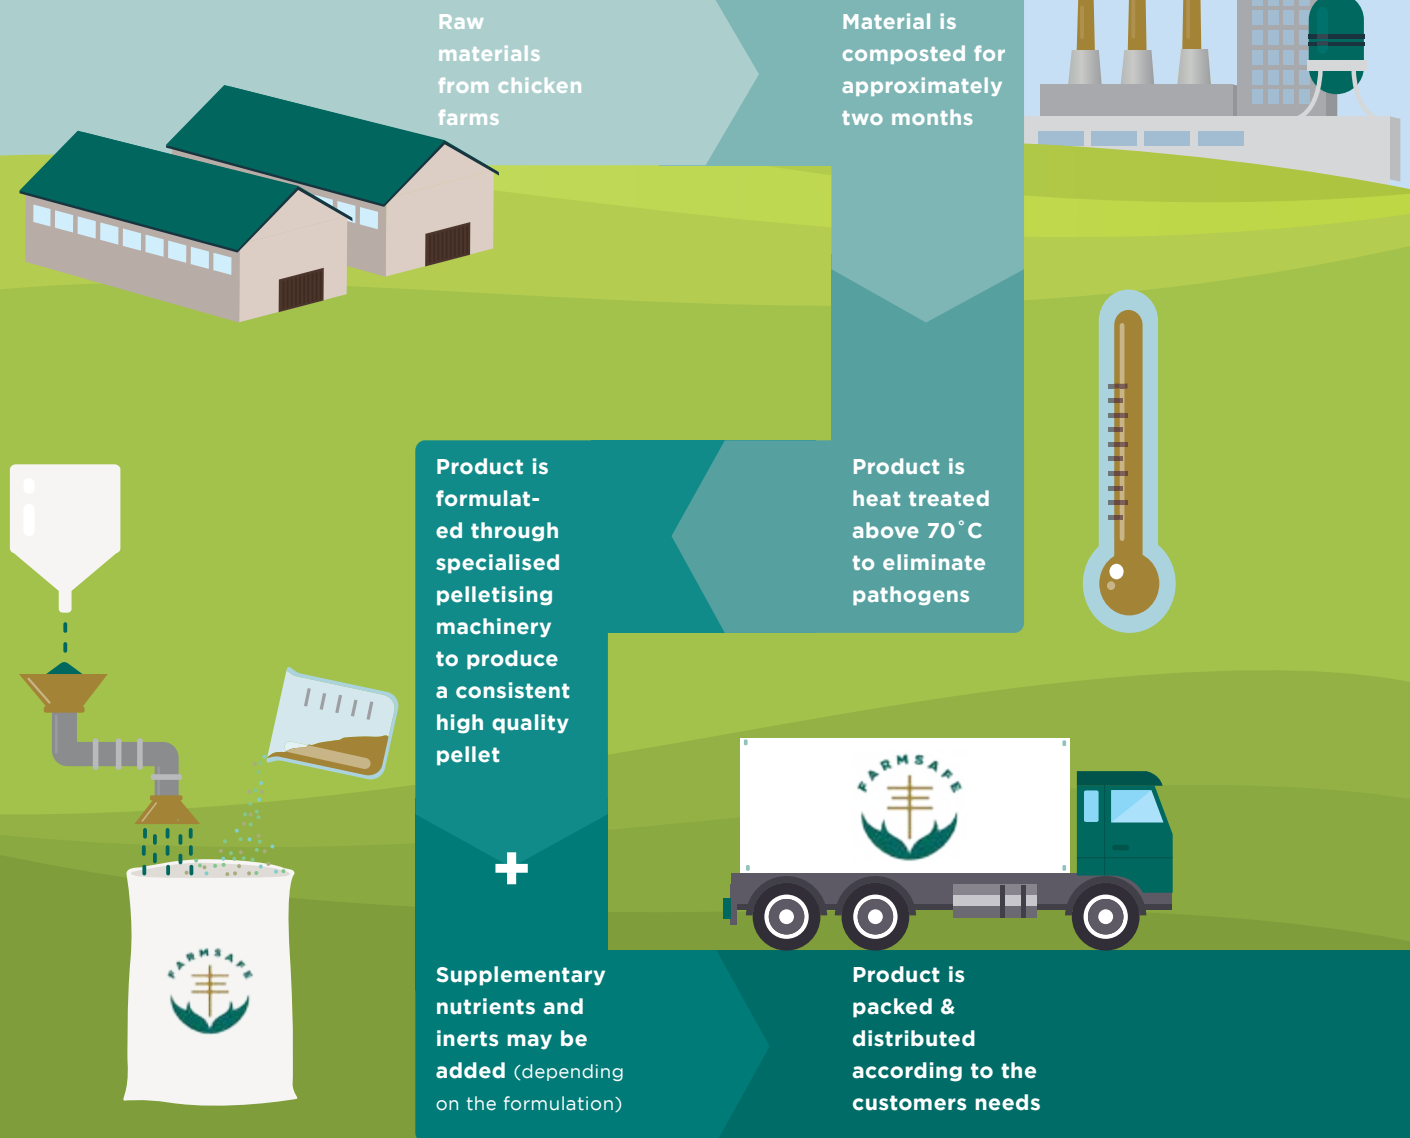 Raw
materials
from chicken
farms
Material is
composted for
approximately
two months
Product is
heat treated
above 70˚C
to eliminate
pathogens
Product is
formulat-
ed through
specialised
pelletising
machinery
to produce
a consistent
high quality
pellet
+
FARMSAFE
FARMSAFE
Supplementary
nutrients and
inerts may be
added (depending
on the formulation)
Product is
packed &
distributed
according to the
customers needs